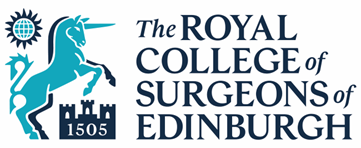 The ROYAL
COLLEGE of
SURGEONS of
EDINBURGH
1505